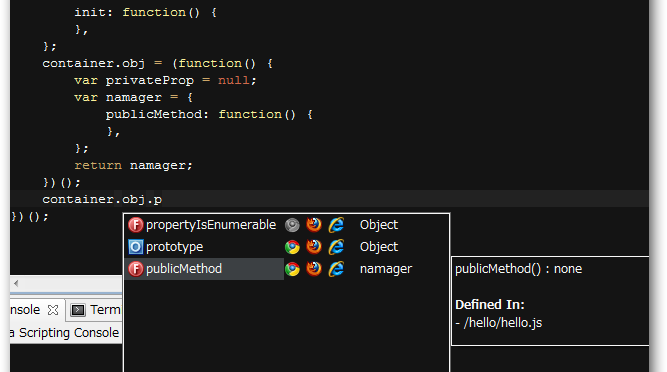 init: function() {
},
};
container.obj = (function() {
var privateProp = null;
var namager = {
publicMethod: function() {
},
};
return namager;
})();
container.obj.p
})();
F propertyIsEnumerable Object
O prototype Object
F publicMethod namager
publicMethod() : none
Defined In:
- /hello/hello.js
nsole Term
a Scripting Console